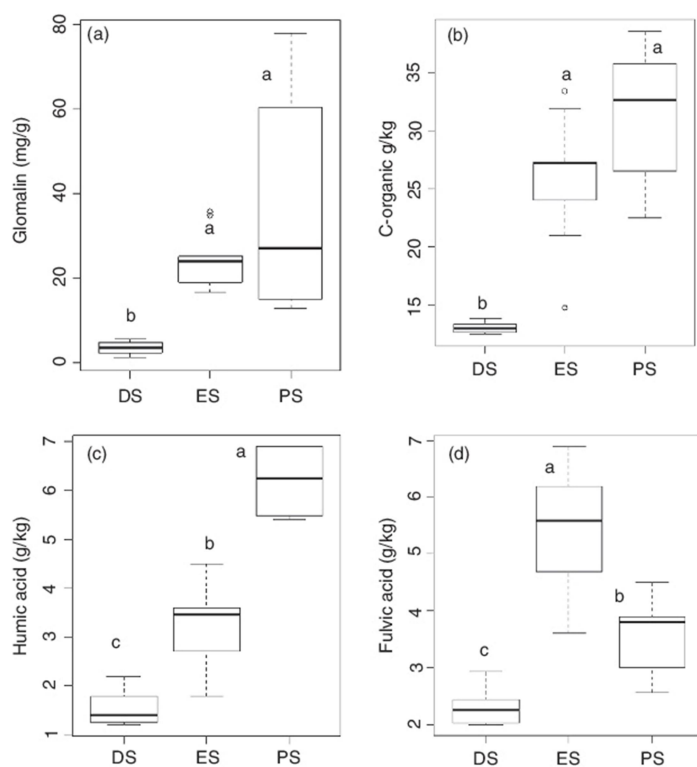 (a)
Glomalin (mg/g)
80
60
40
20
0
b
a
a
DS ES PS
(b)
C-organic g/kg
35
30
25
20
15
b
a
a
DS ES PS
(c)
Humic acid (g/kg)
7
6
5
4
3
2
1
c
b
a
DS ES PS
(d)
Fulvic acid (g/kg)
7
6
5
4
3
2
c
a
b
DS ES PS